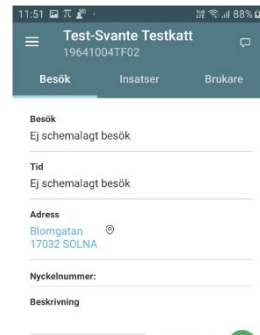 11:51 88%
Test-Svante Testkatt
19641004TF02
Besök Insatser Brukare
Besök
Ej schemalagt besök
Tid
Ej schemalagt besök
Adress
Blomgatan
17032 SOLNA
Nyckelnummer:
Beskrivning